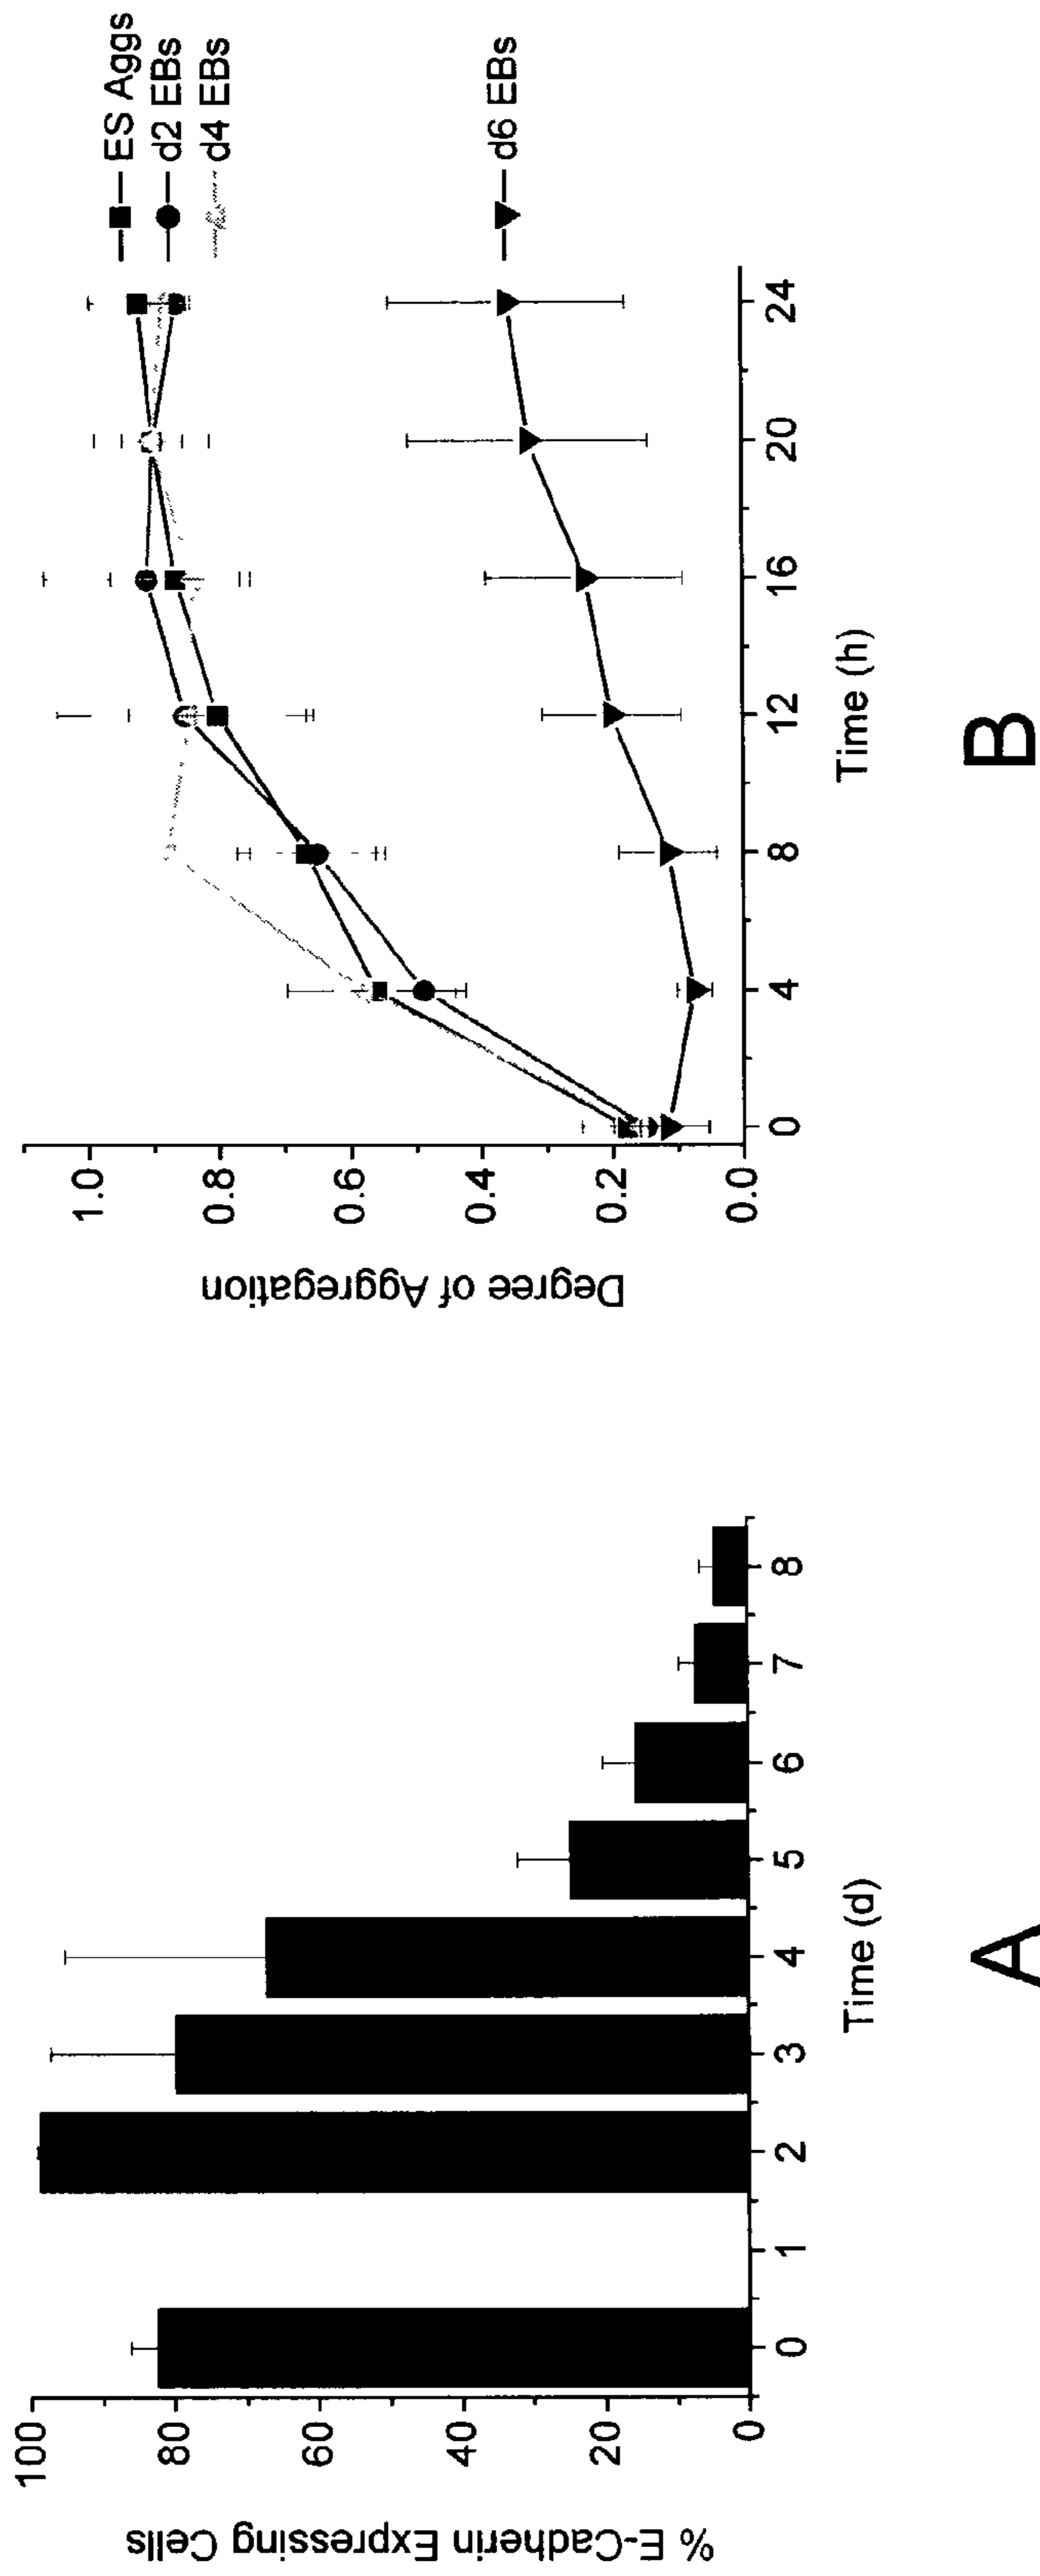 % E-Cadherin Expressing Cells
100
80
60
40
20
0
0 1 2 3 4 5 6 7 8
Time (d)
A
Degree of Aggregation
1.0
0.8
0.6
0.4
0.2
0.0
0 4 8 12 16 20 24
Time (h)
ES Aggs
d2 EBs
d4 EBs
d6 EBs
B